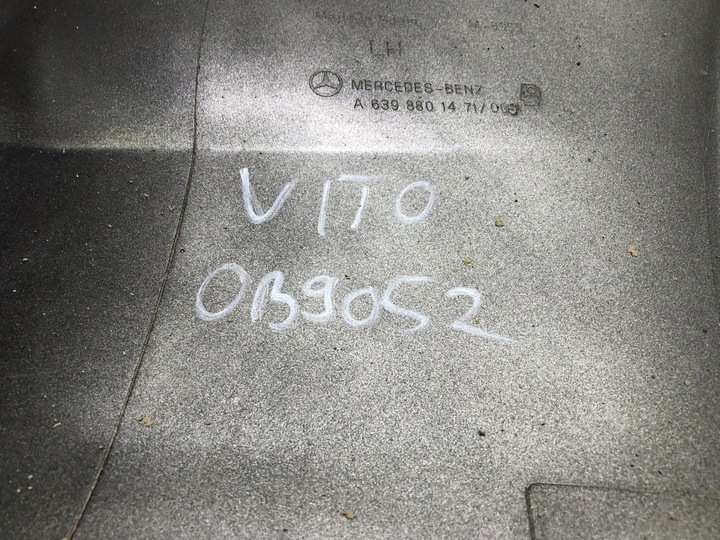 LH
MERCEDES-BENZ
A 639 880 14 71/
VITO
OB9052